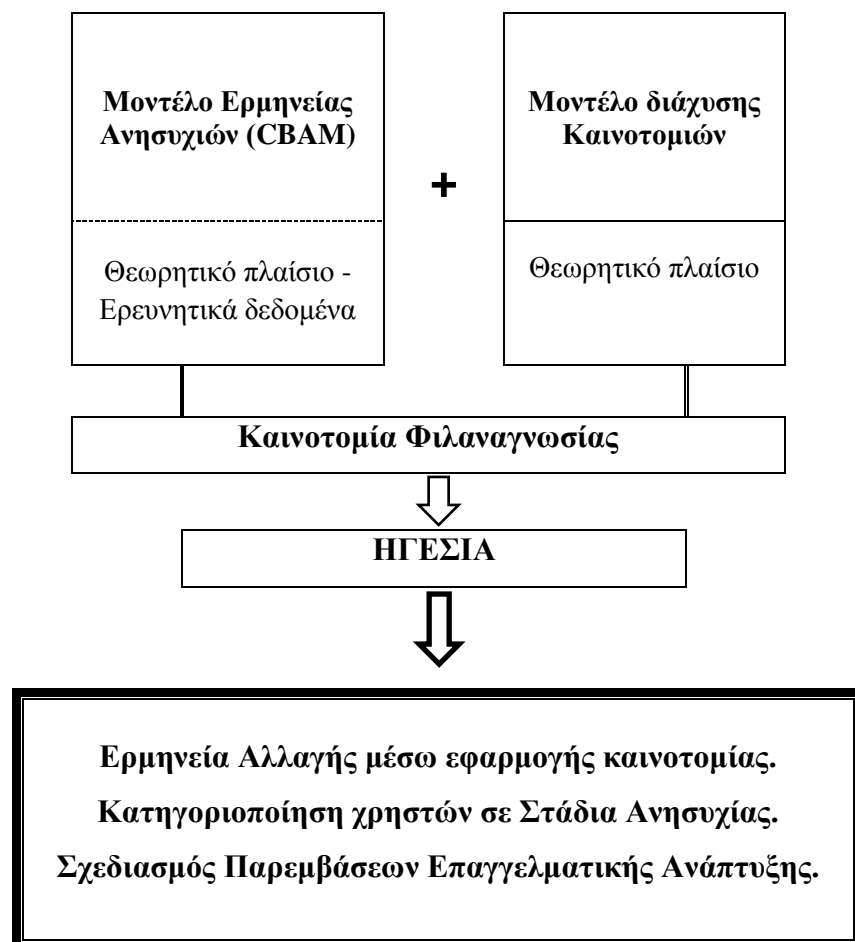 Μοντέλο Ερμηνείας
Ανησυχιών (CBAM)
Θεωρητικό πλαίσιο -
Ερευνητικά δεδομένα
+
Μοντέλο διάχυσης
Καινοτομιών
Θεωρητικό πλαίσιο
Καινοτομία Φιλαναγνωσίας
ΗΓΕΣΙΑ
Ερμηνεία Αλλαγής μέσω εφαρμογής καινοτομίας.
Κατηγοριοποίηση χρηστών σε Στάδια Ανησυχίας.
Σχεδιασμός Παρεμβάσεων Επαγγελματικής Ανάπτυξης.